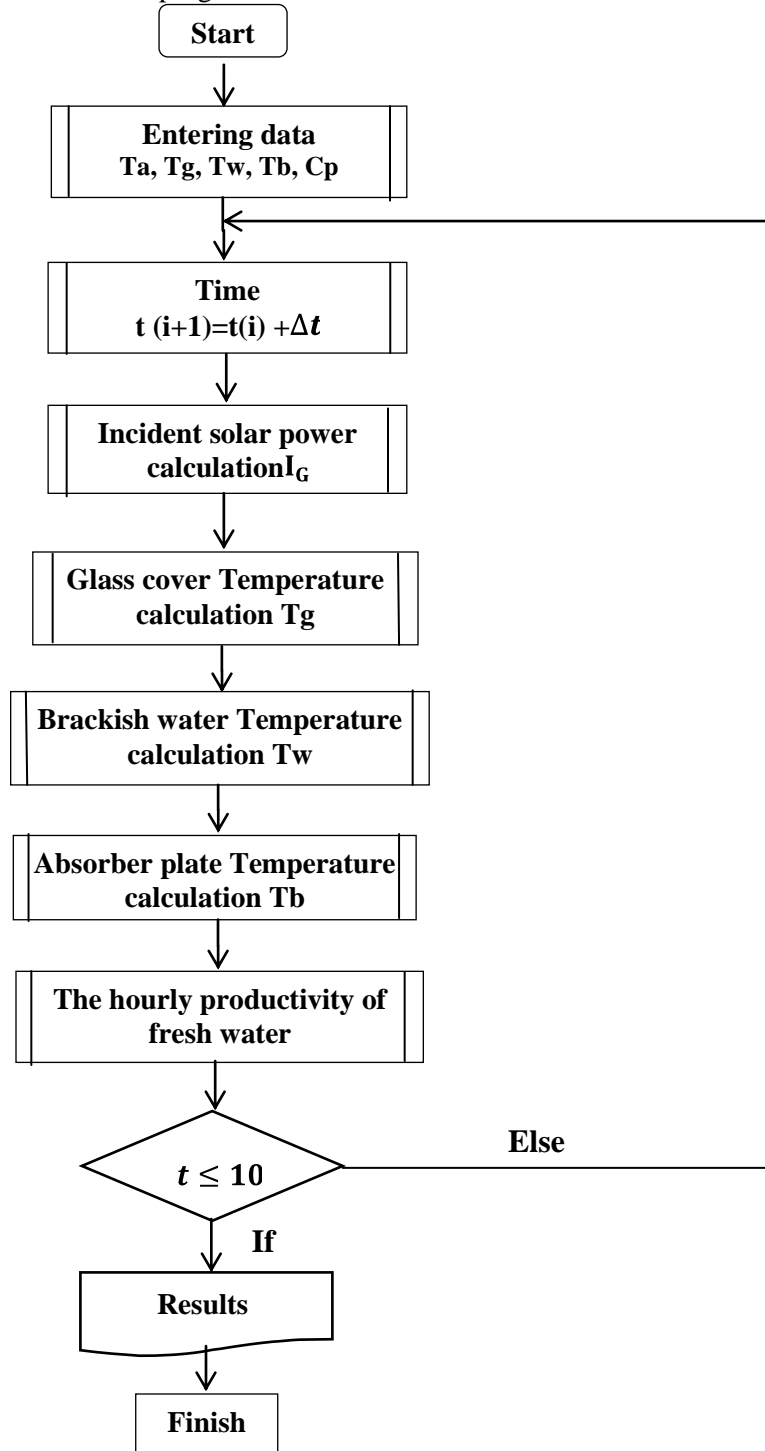 Start
Entering data
Ta, Tg, Tw, Tb, Cp
Time
t (i+1)=t(i) +Δt
Incident solar power
calculationI_G
Glass cover Temperature
calculation Tg
Brackish water Temperature
calculation Tw
Absorber plate Temperature
calculation Tb
The hourly productivity of
fresh water
t ≤ 10
Else
If
Results
Finish